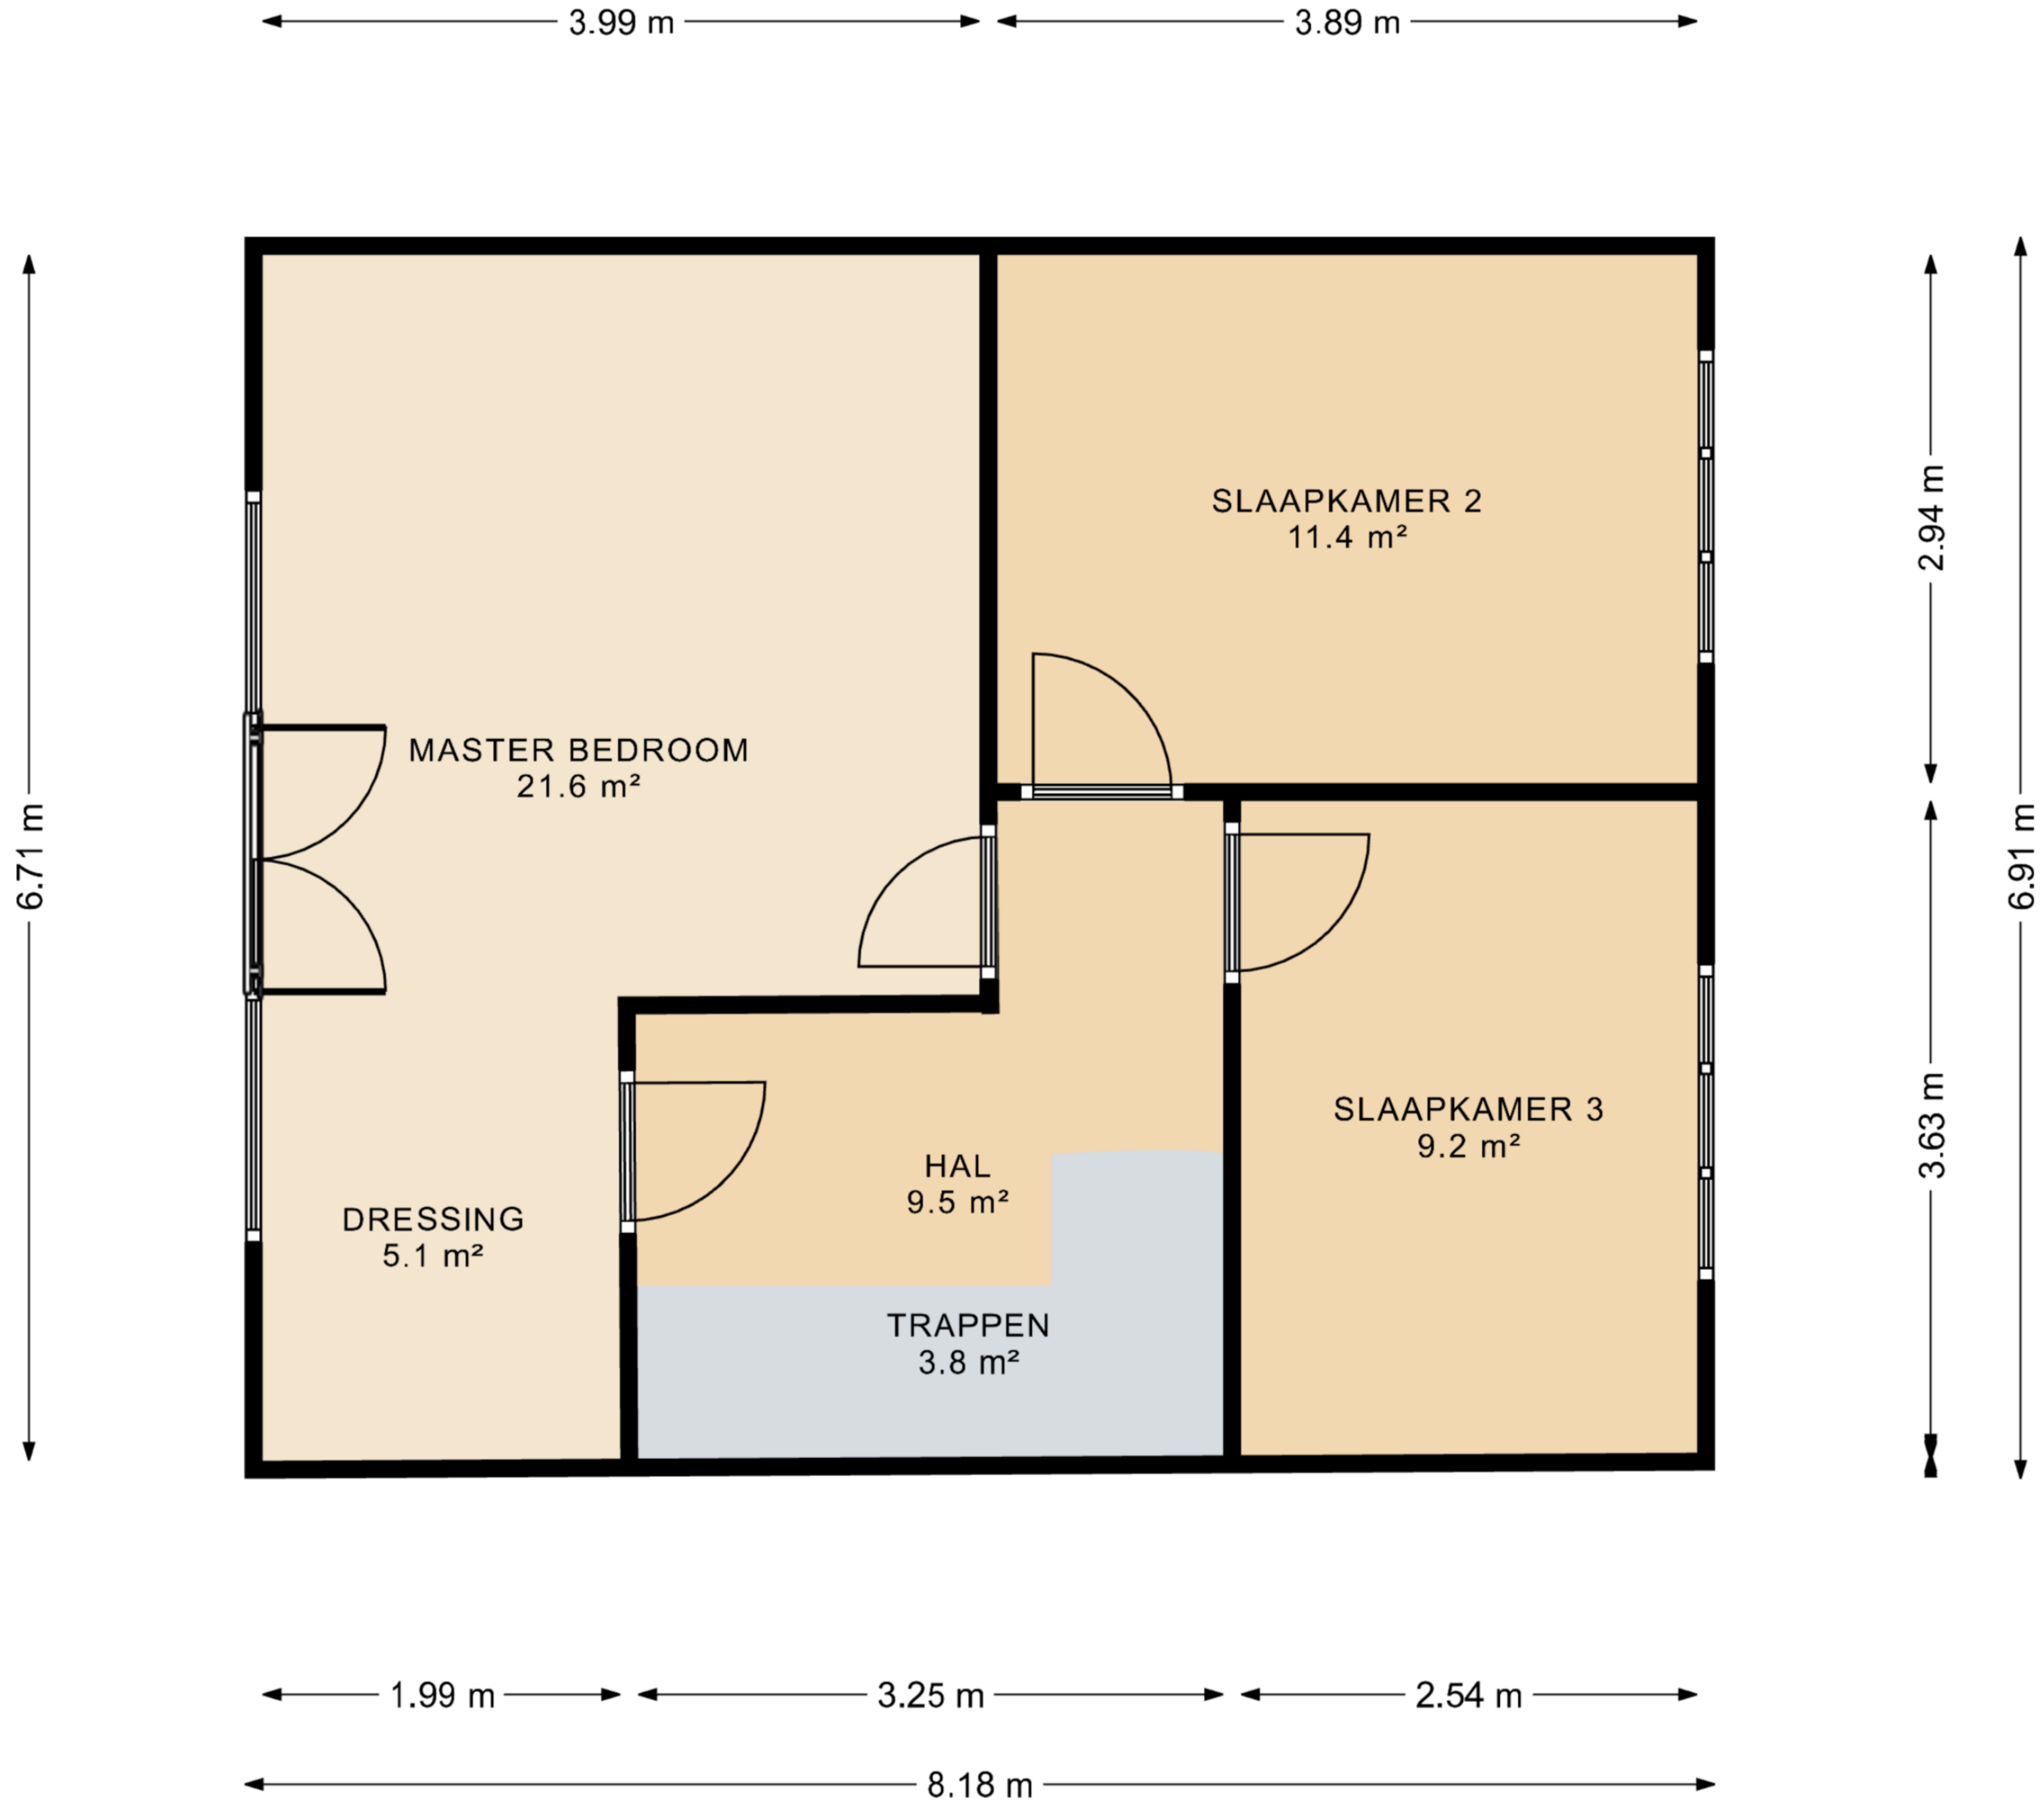 3.99 m
3.89 m
SLAAPKAMER 2
11.4 m²
2.94 m
MASTER BEDROOM
21.6 m²
6.71 m
6.91 m
SLAAPKAMER 3
9.2 m²
3.63 m
HAL
9.5 m²
DRESSING
5.1 m²
TRAPPEN
3.8 m²
1.99 m
3.25 m
2.54 m
8.18 m